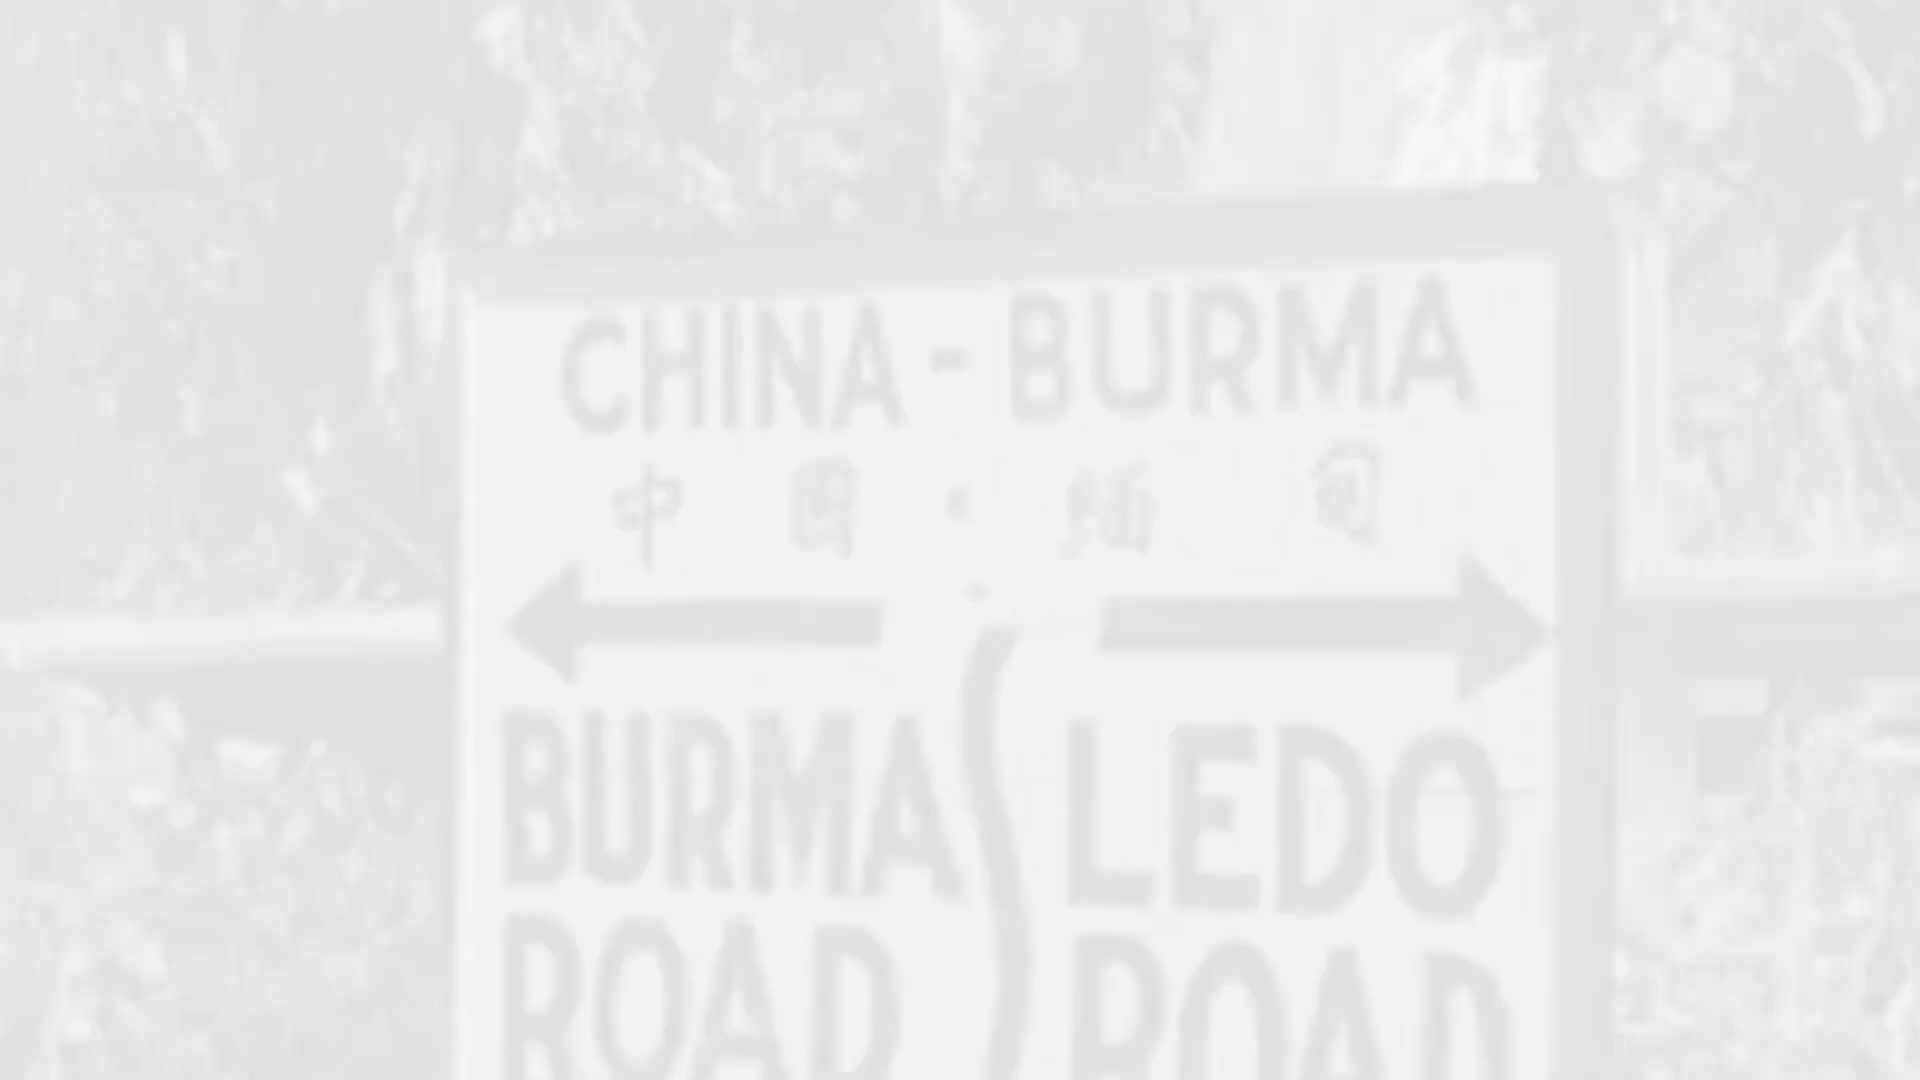 CHINA - BURMA
中 國 · 緬 甸
BURMA
ROAD
LEDO
ROAD